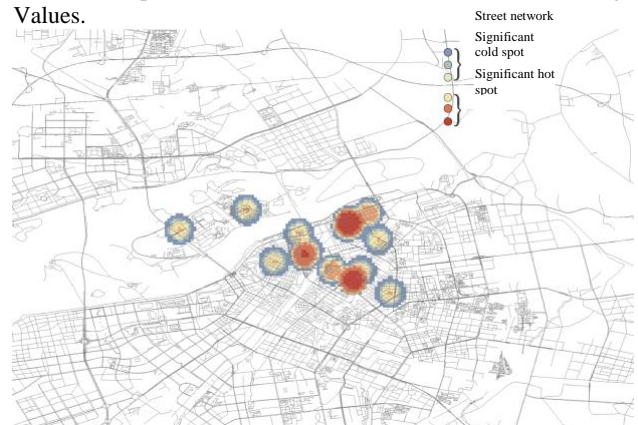 Values.
Street network
Significant
cold spot
Significant hot
spot